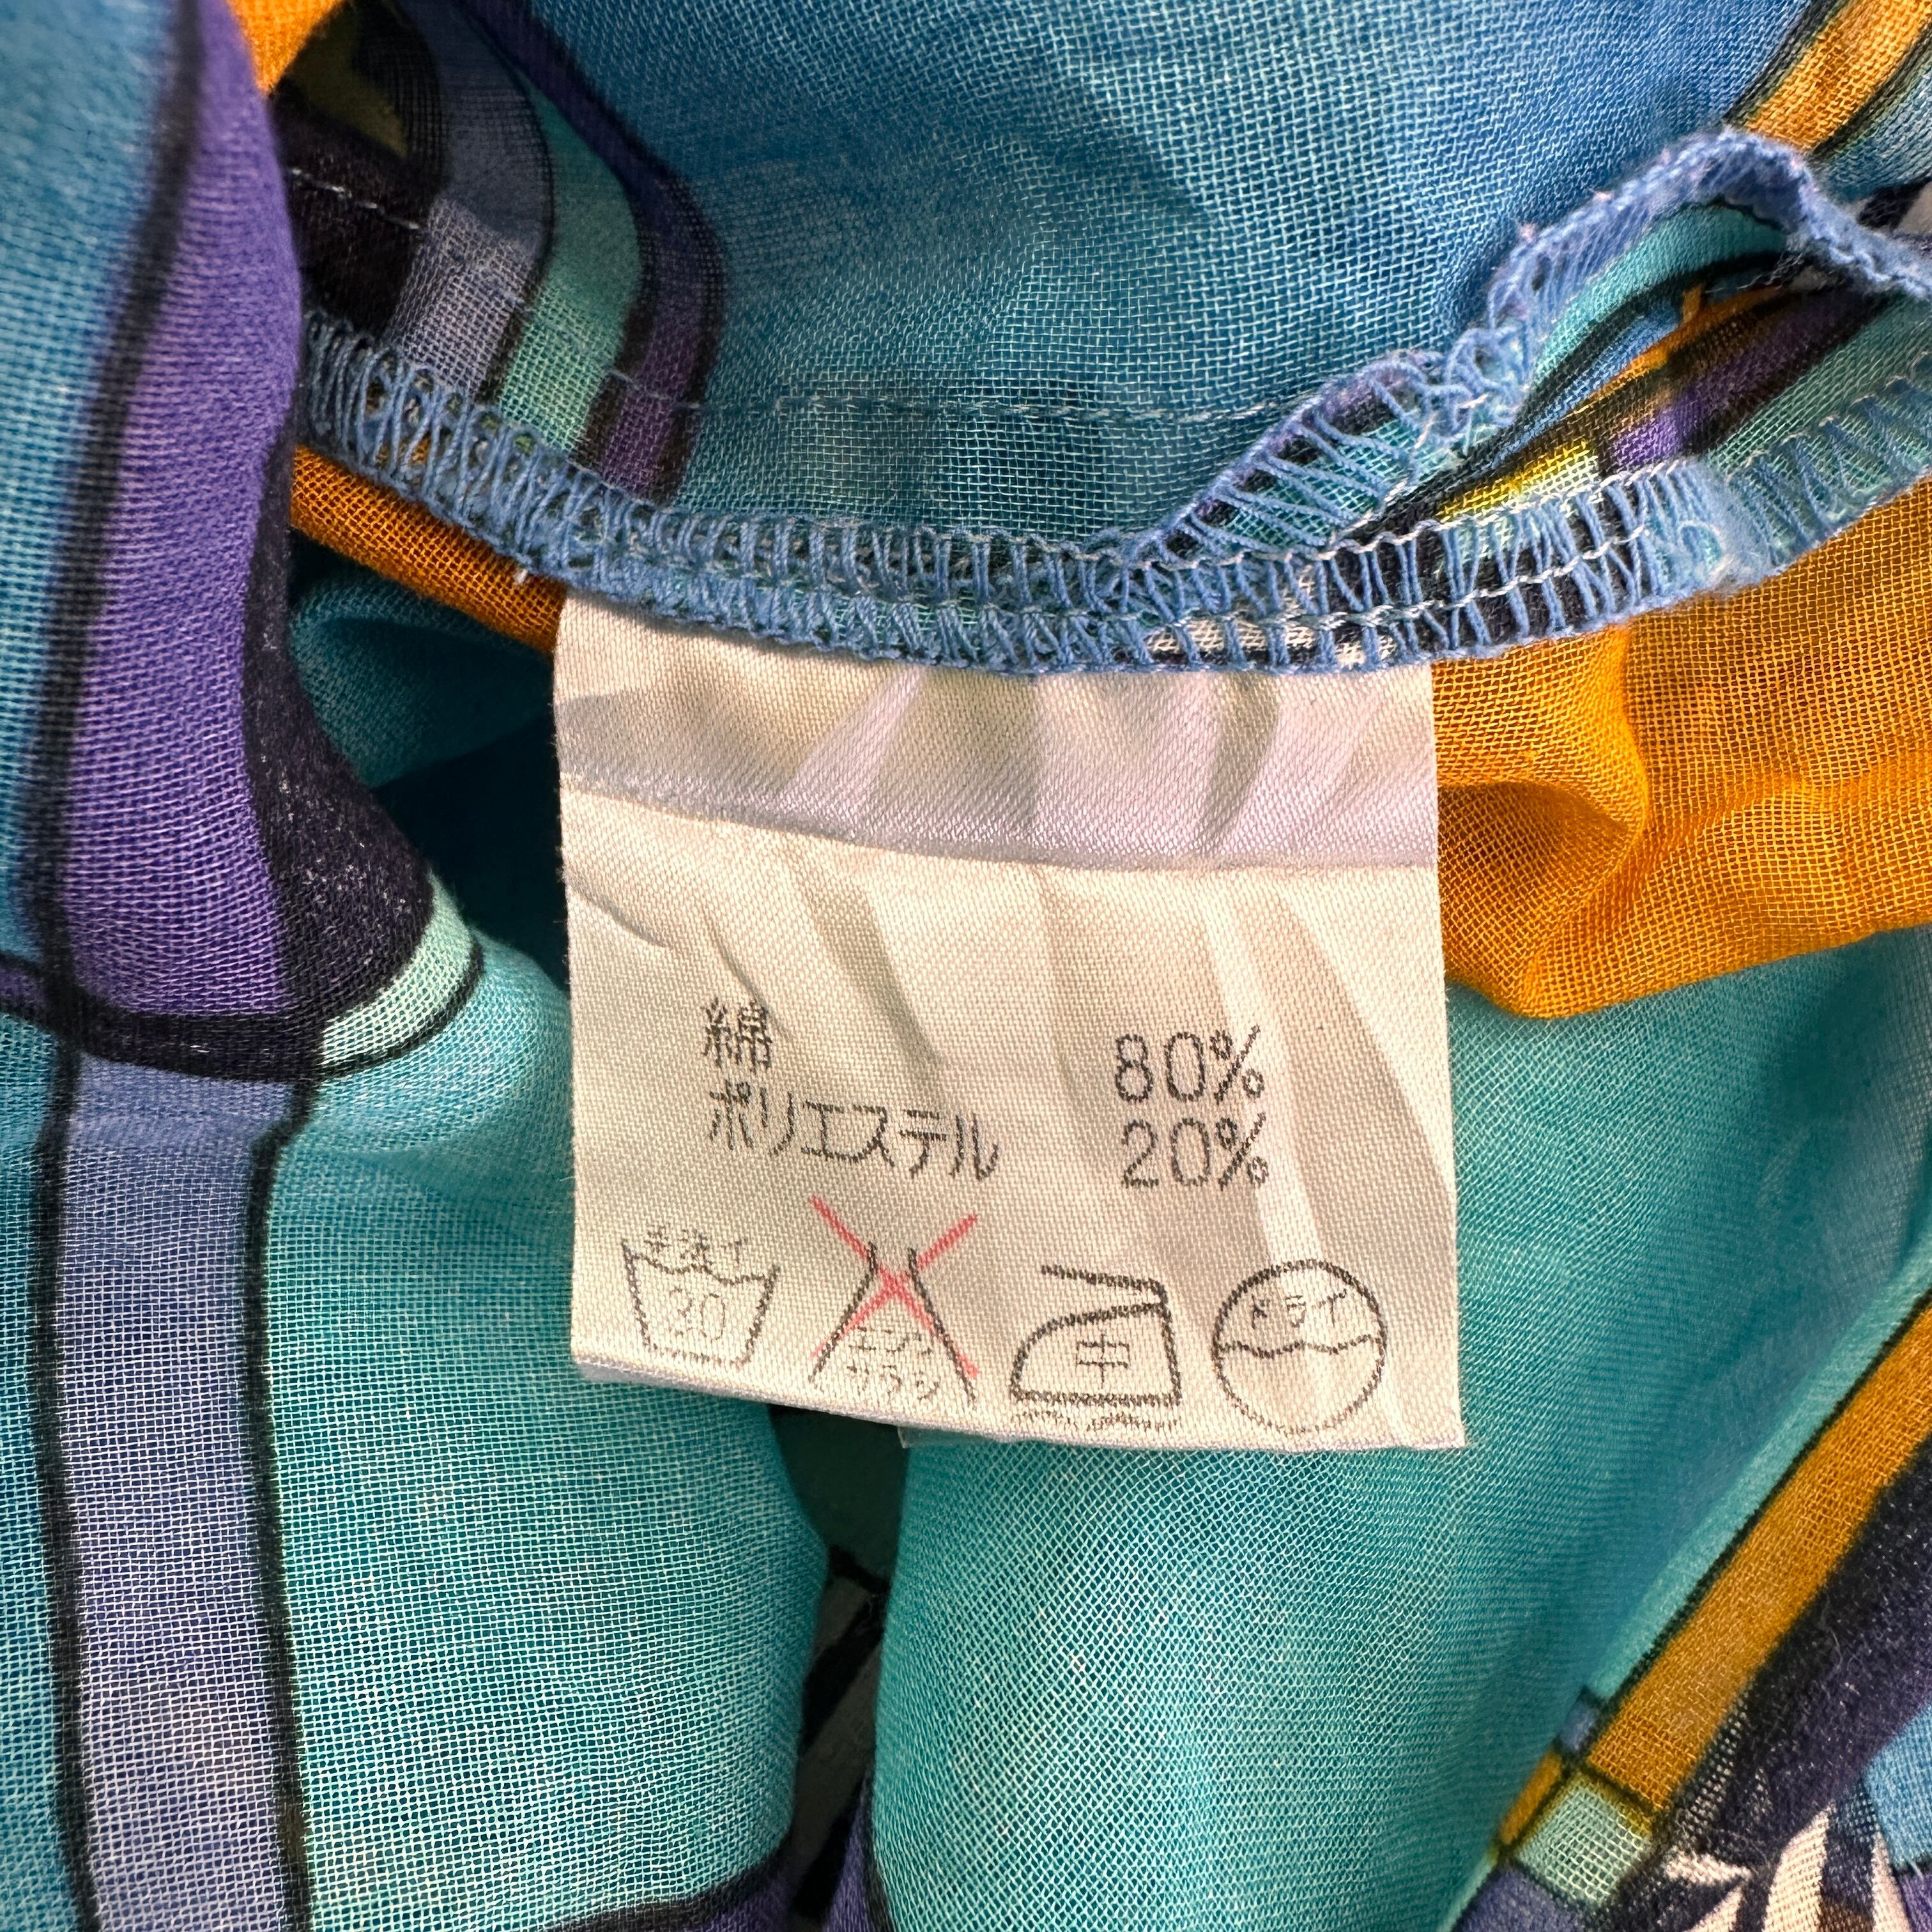 綿 80%
ポリエステル 20%
手洗イ 30 エンソ サラシ 中 ドライ